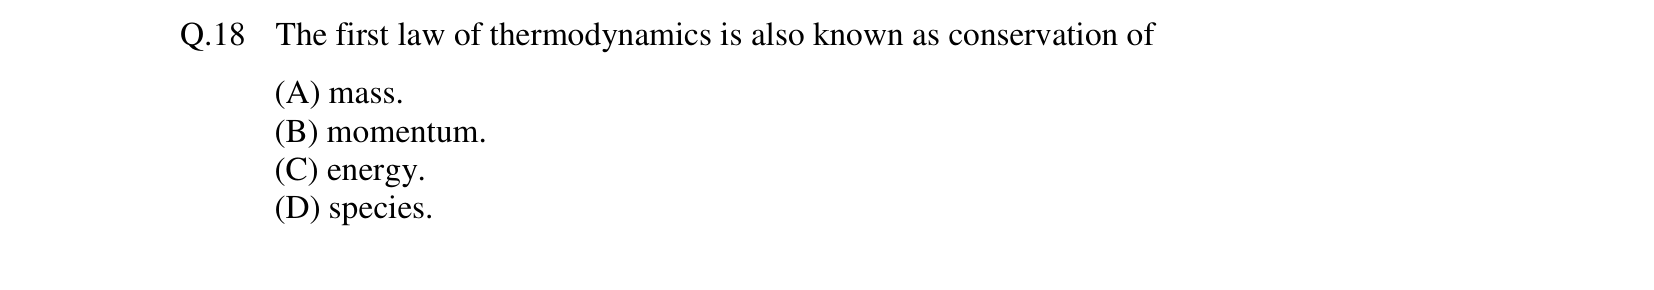 Q.18 The first law of thermodynamics is also known as conservation of
(A) mass.
(B) momentum.
(C) energy.
(D) species.